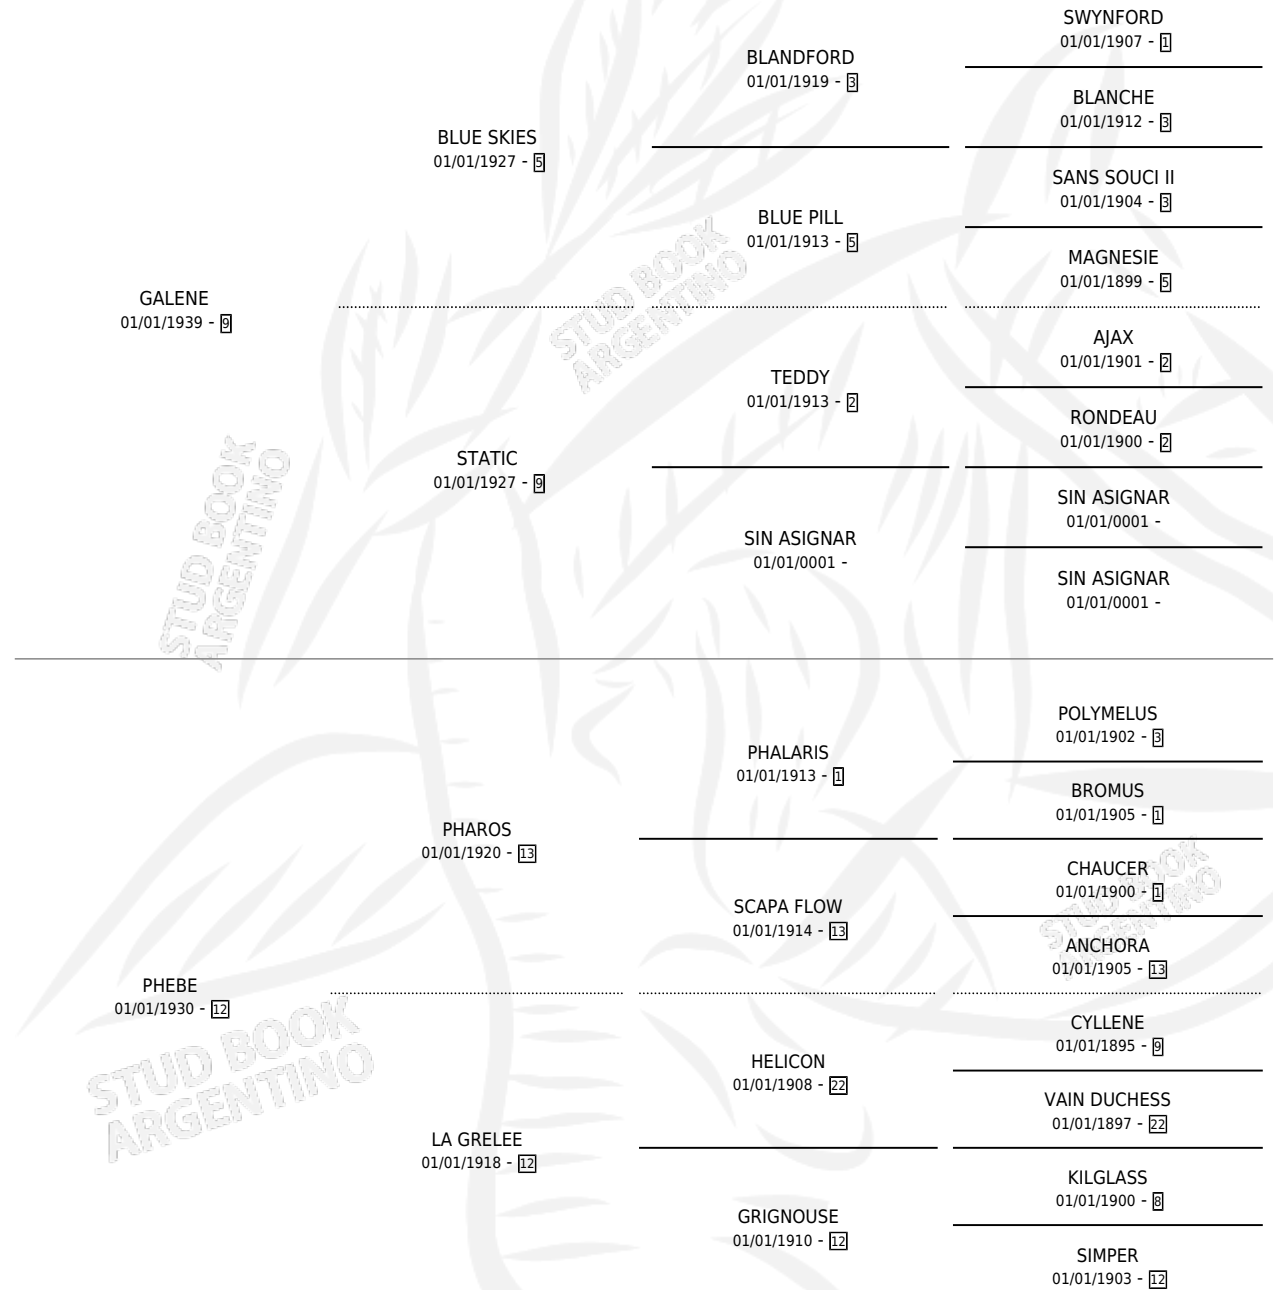 SWYNFORD
01/01/1907 - 1
BLANDFORD
01/01/1919 - 3
BLANCHE
01/01/1912 - 3
BLUE SKIES
01/01/1927 - 5
SANS SOUCI II
01/01/1904 - 3
BLUE PILL
01/01/1913 - 5
MAGNESIE
01/01/1899 - 5
GALENE
01/01/1939 - 9
STUD BOOK
ARGENTINO
AJAX
01/01/1901 - 2
TEDDY
01/01/1913 - 2
RONDEAU
01/01/1900 - 2
STATIC
01/01/1927 - 9
SIN ASIGNAR
01/01/0001 -
SIN ASIGNAR
01/01/0001 -
SIN ASIGNAR
01/01/0001 -
STUD BOOK
ARGENTINO
POLYMELUS
01/01/1902 - 3
PHALARIS
01/01/1913 - 1
BROMUS
01/01/1905 - 1
PHAROS
01/01/1920 - 13
CHAUCER
01/01/1900 - 1
SCAPA FLOW
01/01/1914 - 13
STUD BOOK
ARGENTINO
ANCHORA
01/01/1905 - 13
PHEBE
01/01/1930 - 12
CYLLENE
01/01/1895 - 9
STUD BOOK
ARGENTINO
HELICON
01/01/1908 - 22
VAIN DUCHESS
01/01/1897 - 22
LA GRELEE
01/01/1918 - 12
KILGLASS
01/01/1900 - 8
GRIGNOUSE
01/01/1910 - 12
SIMPER
01/01/1903 - 12